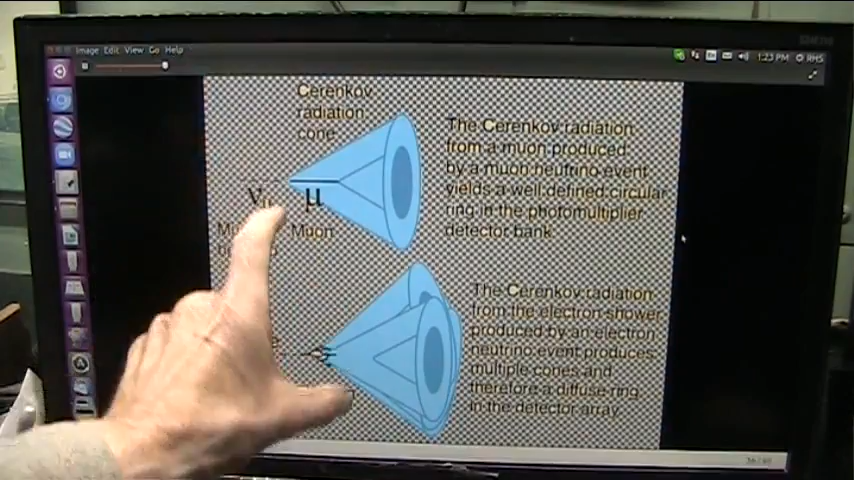 Image Edit View Go Help
1:23 PM RHS
Cerenkov
radiation
cone
The Cerenkov radiation
from a muon produced
by a muon neutrino event
yields a well-defined circular
ring in the photomultiplier
detector bank.
μ
Muon
The Cerenkov radiation
from the electron shower
produced by an electron
neutrino event produces
multiple cones and
therefore a diffuse ring
in the detector array.